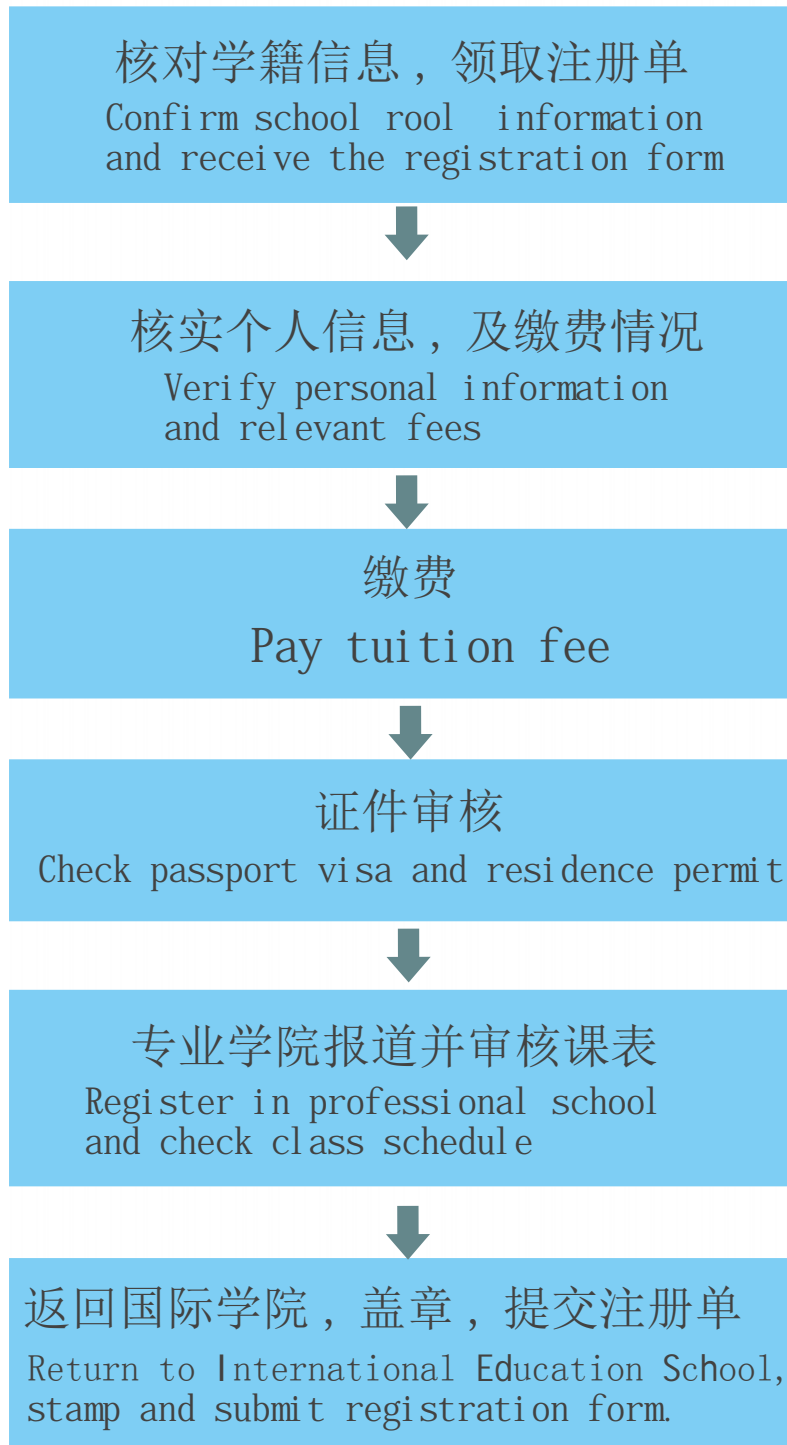 核对学籍信息，领取注册单
Confirm school rool information
and receive the registration form
核实个人信息，及缴费情况
Verify personal information
and relevant fees
缴费
Pay tuition fee
证件审核
Check passport visa and residence permit
专业学院报道并审核课表
Register in professional school
and check class schedule
返回国际学院，盖章，提交注册单
Return to International Education School,
stamp and submit registration form.